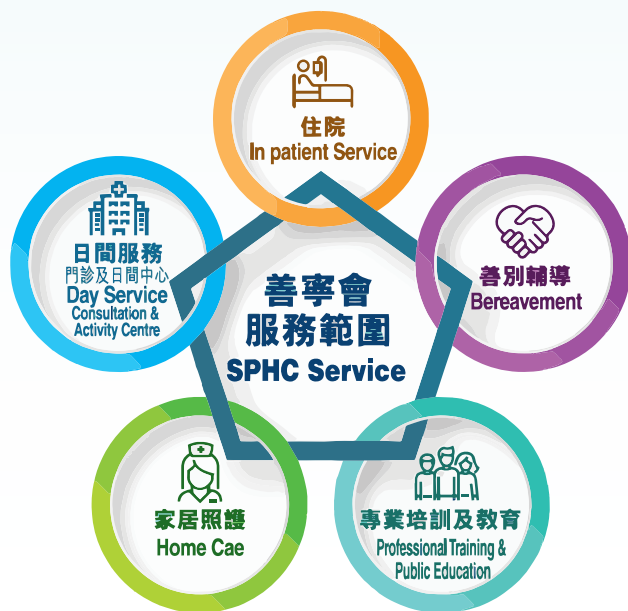 住院
In patient Service
日間服務
門診及日間中心
Day Service
Consultation &
Activity Centre
善別輔導
Bereavement
善寧會
服務範圍
SPHC Service
家居照護
Home Cae
專業培訓及教育
Professional Training &
Public Education